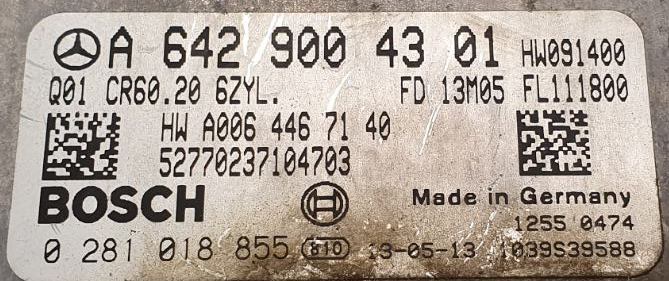 A 642 900 43 01 HW091400
Q01 CR60.20 6ZYL. FD 13M05 FL111800
HW A006 446 71 40
52770237104703
BOSCH Made in Germany
1255 0474
0 281 018 855 610 13-05-13 1039S39588